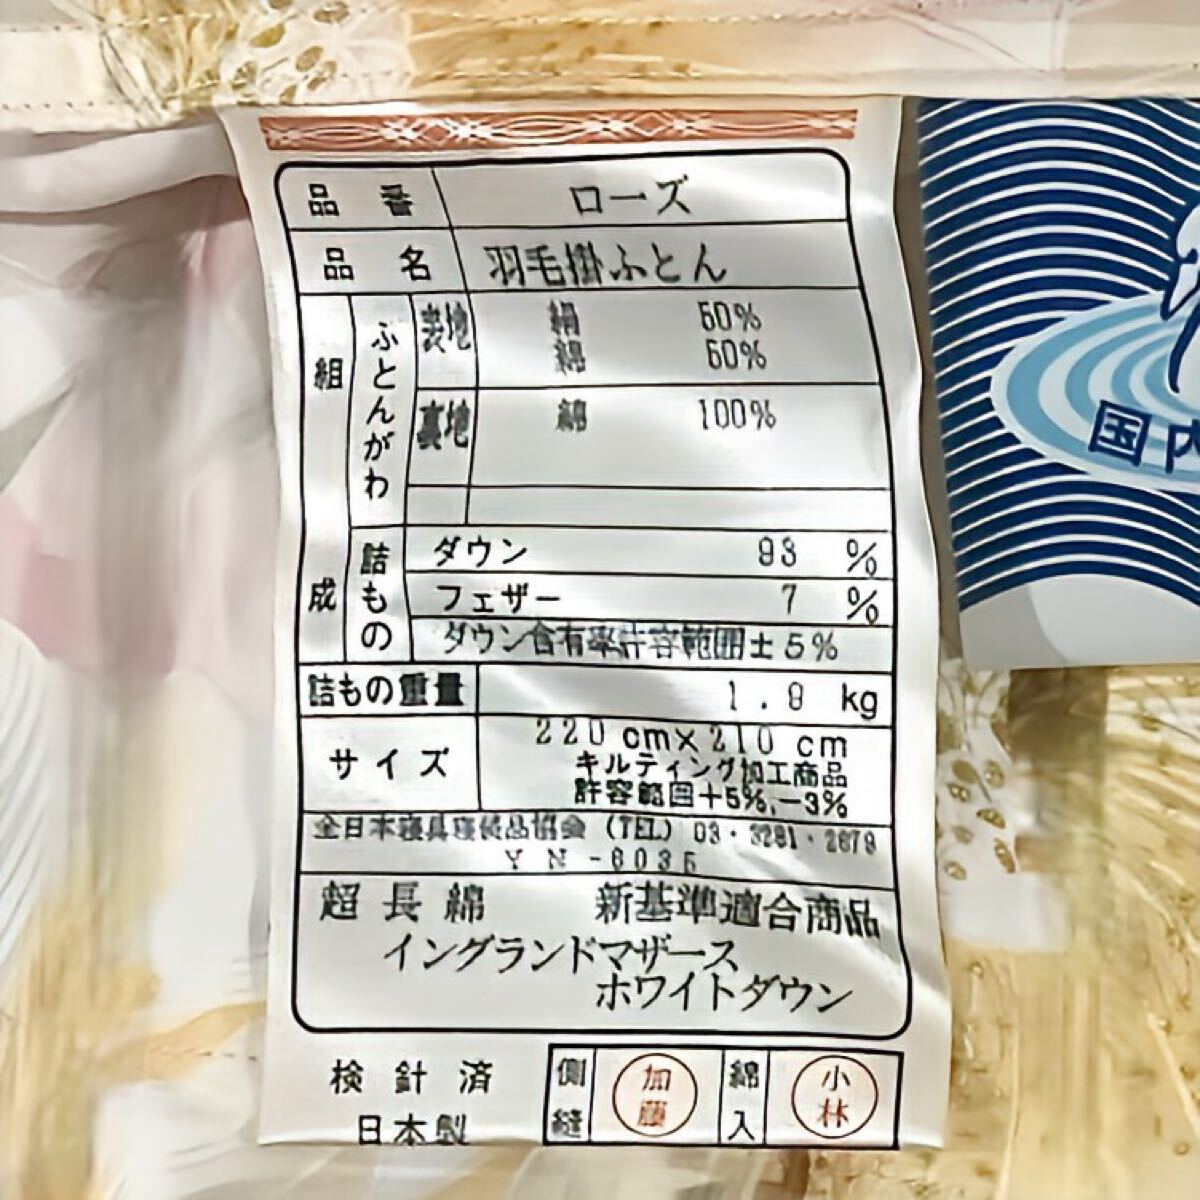 品番 ローズ
品名 羽毛掛ふとん
組成
ふとんがわ
表地 絹 50%
綿 50%
裏地 綿 100%
詰もの
ダウン 93 %
フェザー 7 %
ダウン含有率許容範囲±5%
詰もの重量 1.8 kg
サイズ 220 cm×210 cm
キルティング加工商品
許容範囲+5%,-3%
全日本寝具寝装品協会 (TEL) 03・
YN-6035
超長綿 新基準適合商品
イングランドマザース
ホワイトダウン
検針済
日本製
側縫 加藤
綿入 小林
国内